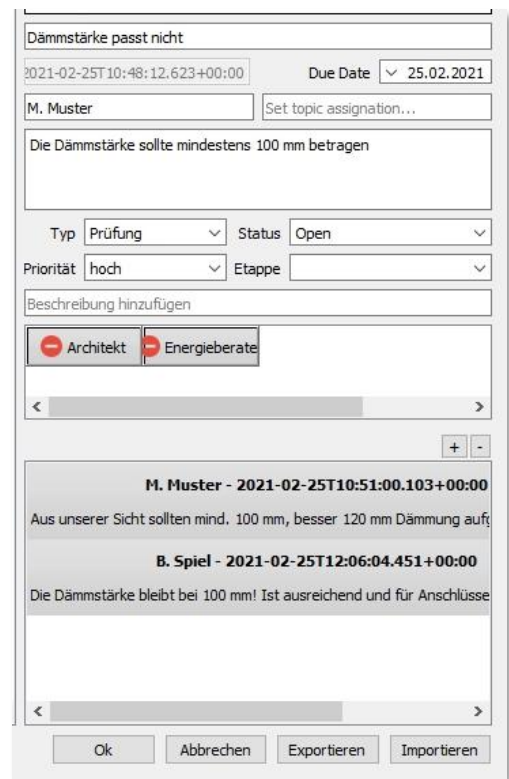 Dämmstärke passt nicht
2021-02-25T10:48:12.623+00:00 Due Date 25.02.2021
M. Muster Set topic assignation...
Die Dämmstärke sollte mindestens 100 mm betragen
Typ Prüfung Status Open
Priorität hoch Etappe
Beschreibung hinzufügen
Architekt Energieberate
+ -
M. Muster - 2021-02-25T10:51:00.103+00:00
Aus unserer Sicht sollten mind. 100 mm, besser 120 mm Dämmung
B. Spiel - 2021-02-25T12:06:04.451+00:00
Die Dämmstärke bleibt bei 100 mm! Ist ausreichend und für Anschlüsse
Ok Abbrechen Exportieren Importieren